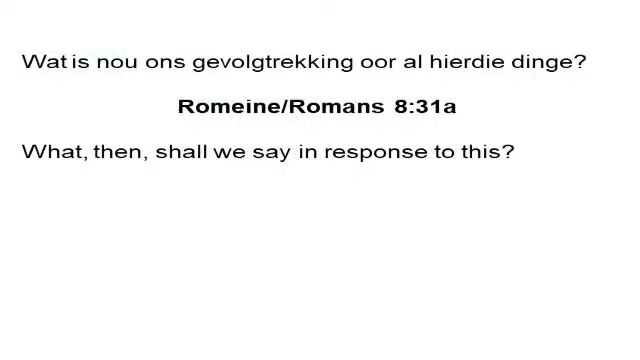 Wat is nou ons gevolgtrekking oor al hierdie dinge?
Romeine/Romans 8:31a
What, then, shall we say in response to this?